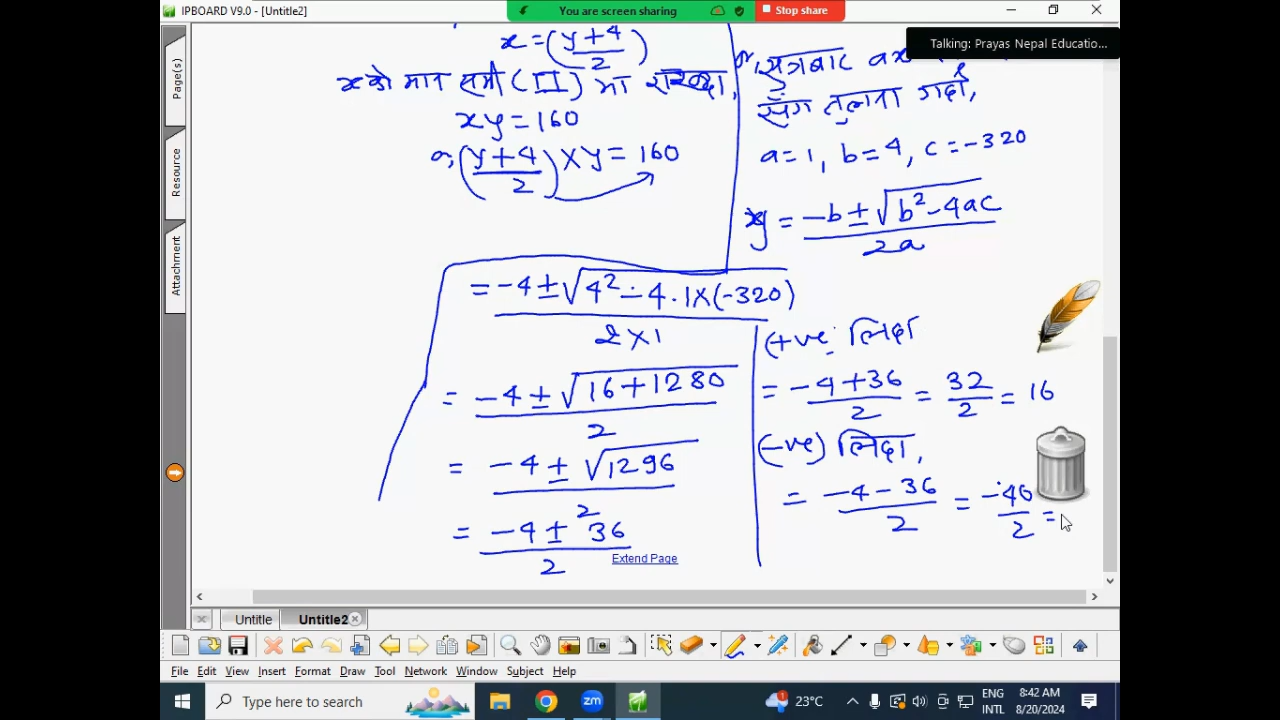 IPBOARD V9.0 - [Untitle2]
You are screen sharing
Stop share
Talking: Prayas Nepal Educatio...
Page(s)
Resource
Attachment
x = (y+4/2)
x को मान समी (II) मा राख्दा,
xy = 160
or, (y+4/2) × y = 160
or, सुत्रबाट ax
सँग तुलना गर्दा,
a = 1, b = 4, c = -320
y = -b ± √b² - 4ac / 2a
= -4 ± √4² - 4·1×(-320) / 2×1
= -4 ± √16+1280 / 2
= -4 ± √1296 / 2
= -4 ± 36 / 2
(+ve लिदा
= -4+36/2 = 32/2 = 16
(-ve) लिदा,
= -4-36/2 = -40/2 =
Extend Page
Untitle
Untitle2
File Edit View Insert Format Draw Tool Network Window Subject Help
Type here to search
23°C
ENG
INTL
8:42 AM
8/20/2024